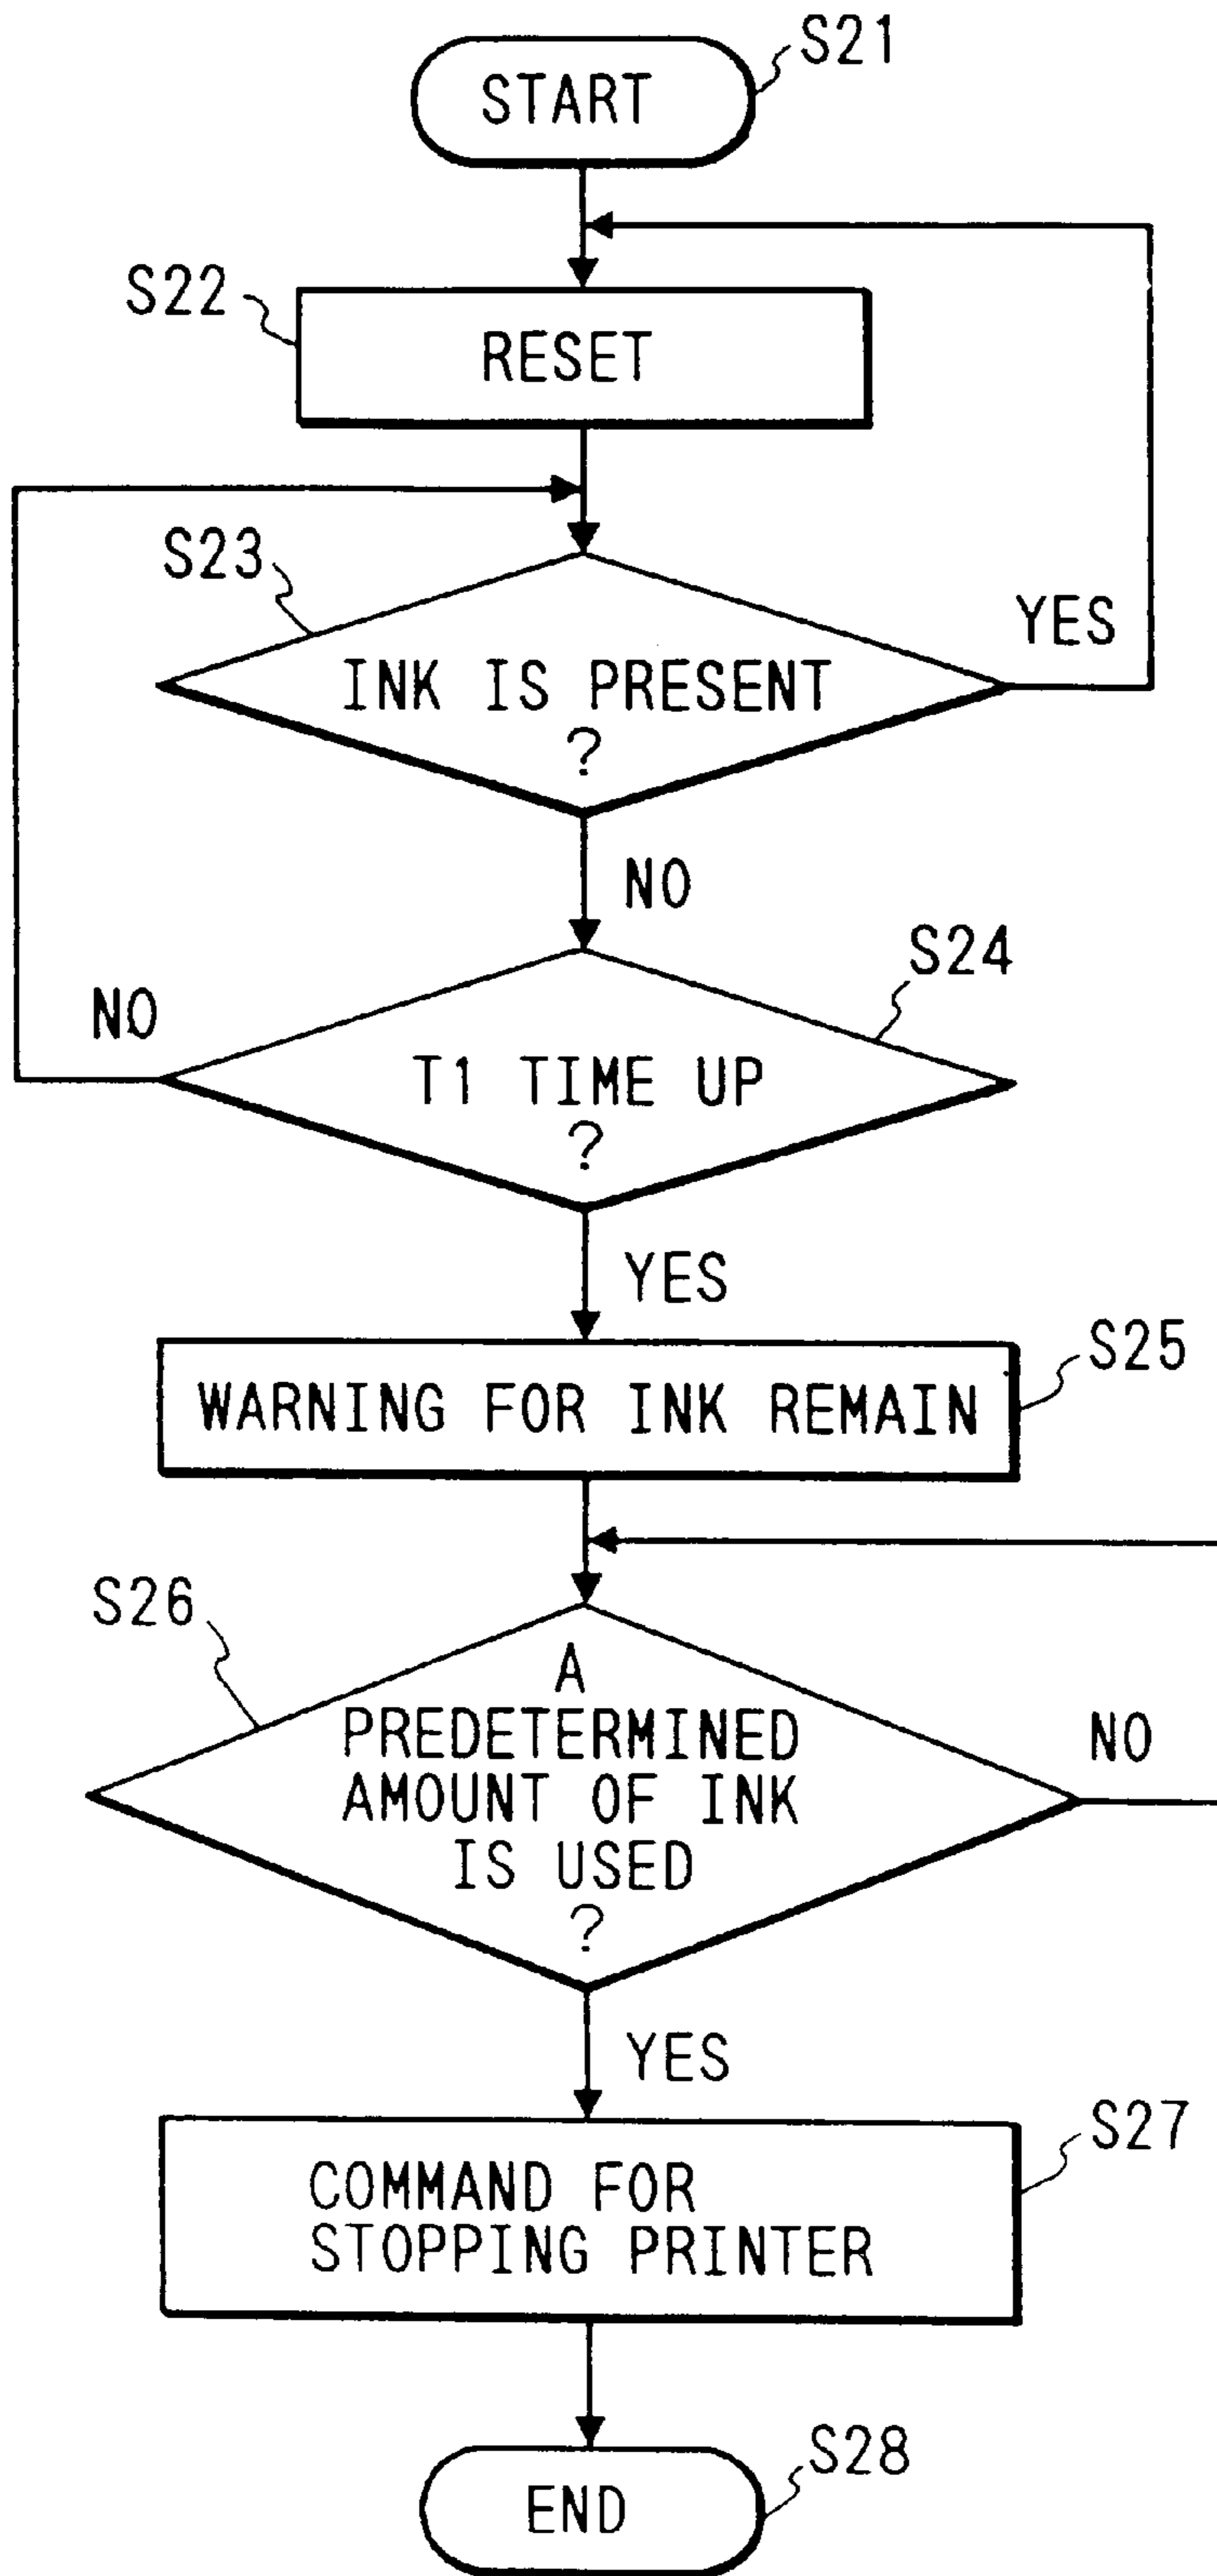 START
S21
S22
RESET
S23
INK IS PRESENT
?
YES
NO
S24
NO
T1 TIME UP
?
YES
S25
WARNING FOR INK REMAIN
S26
A
PREDETERMINED
AMOUNT OF INK
IS USED
?
NO
YES
S27
COMMAND FOR
STOPPING PRINTER
S28
END